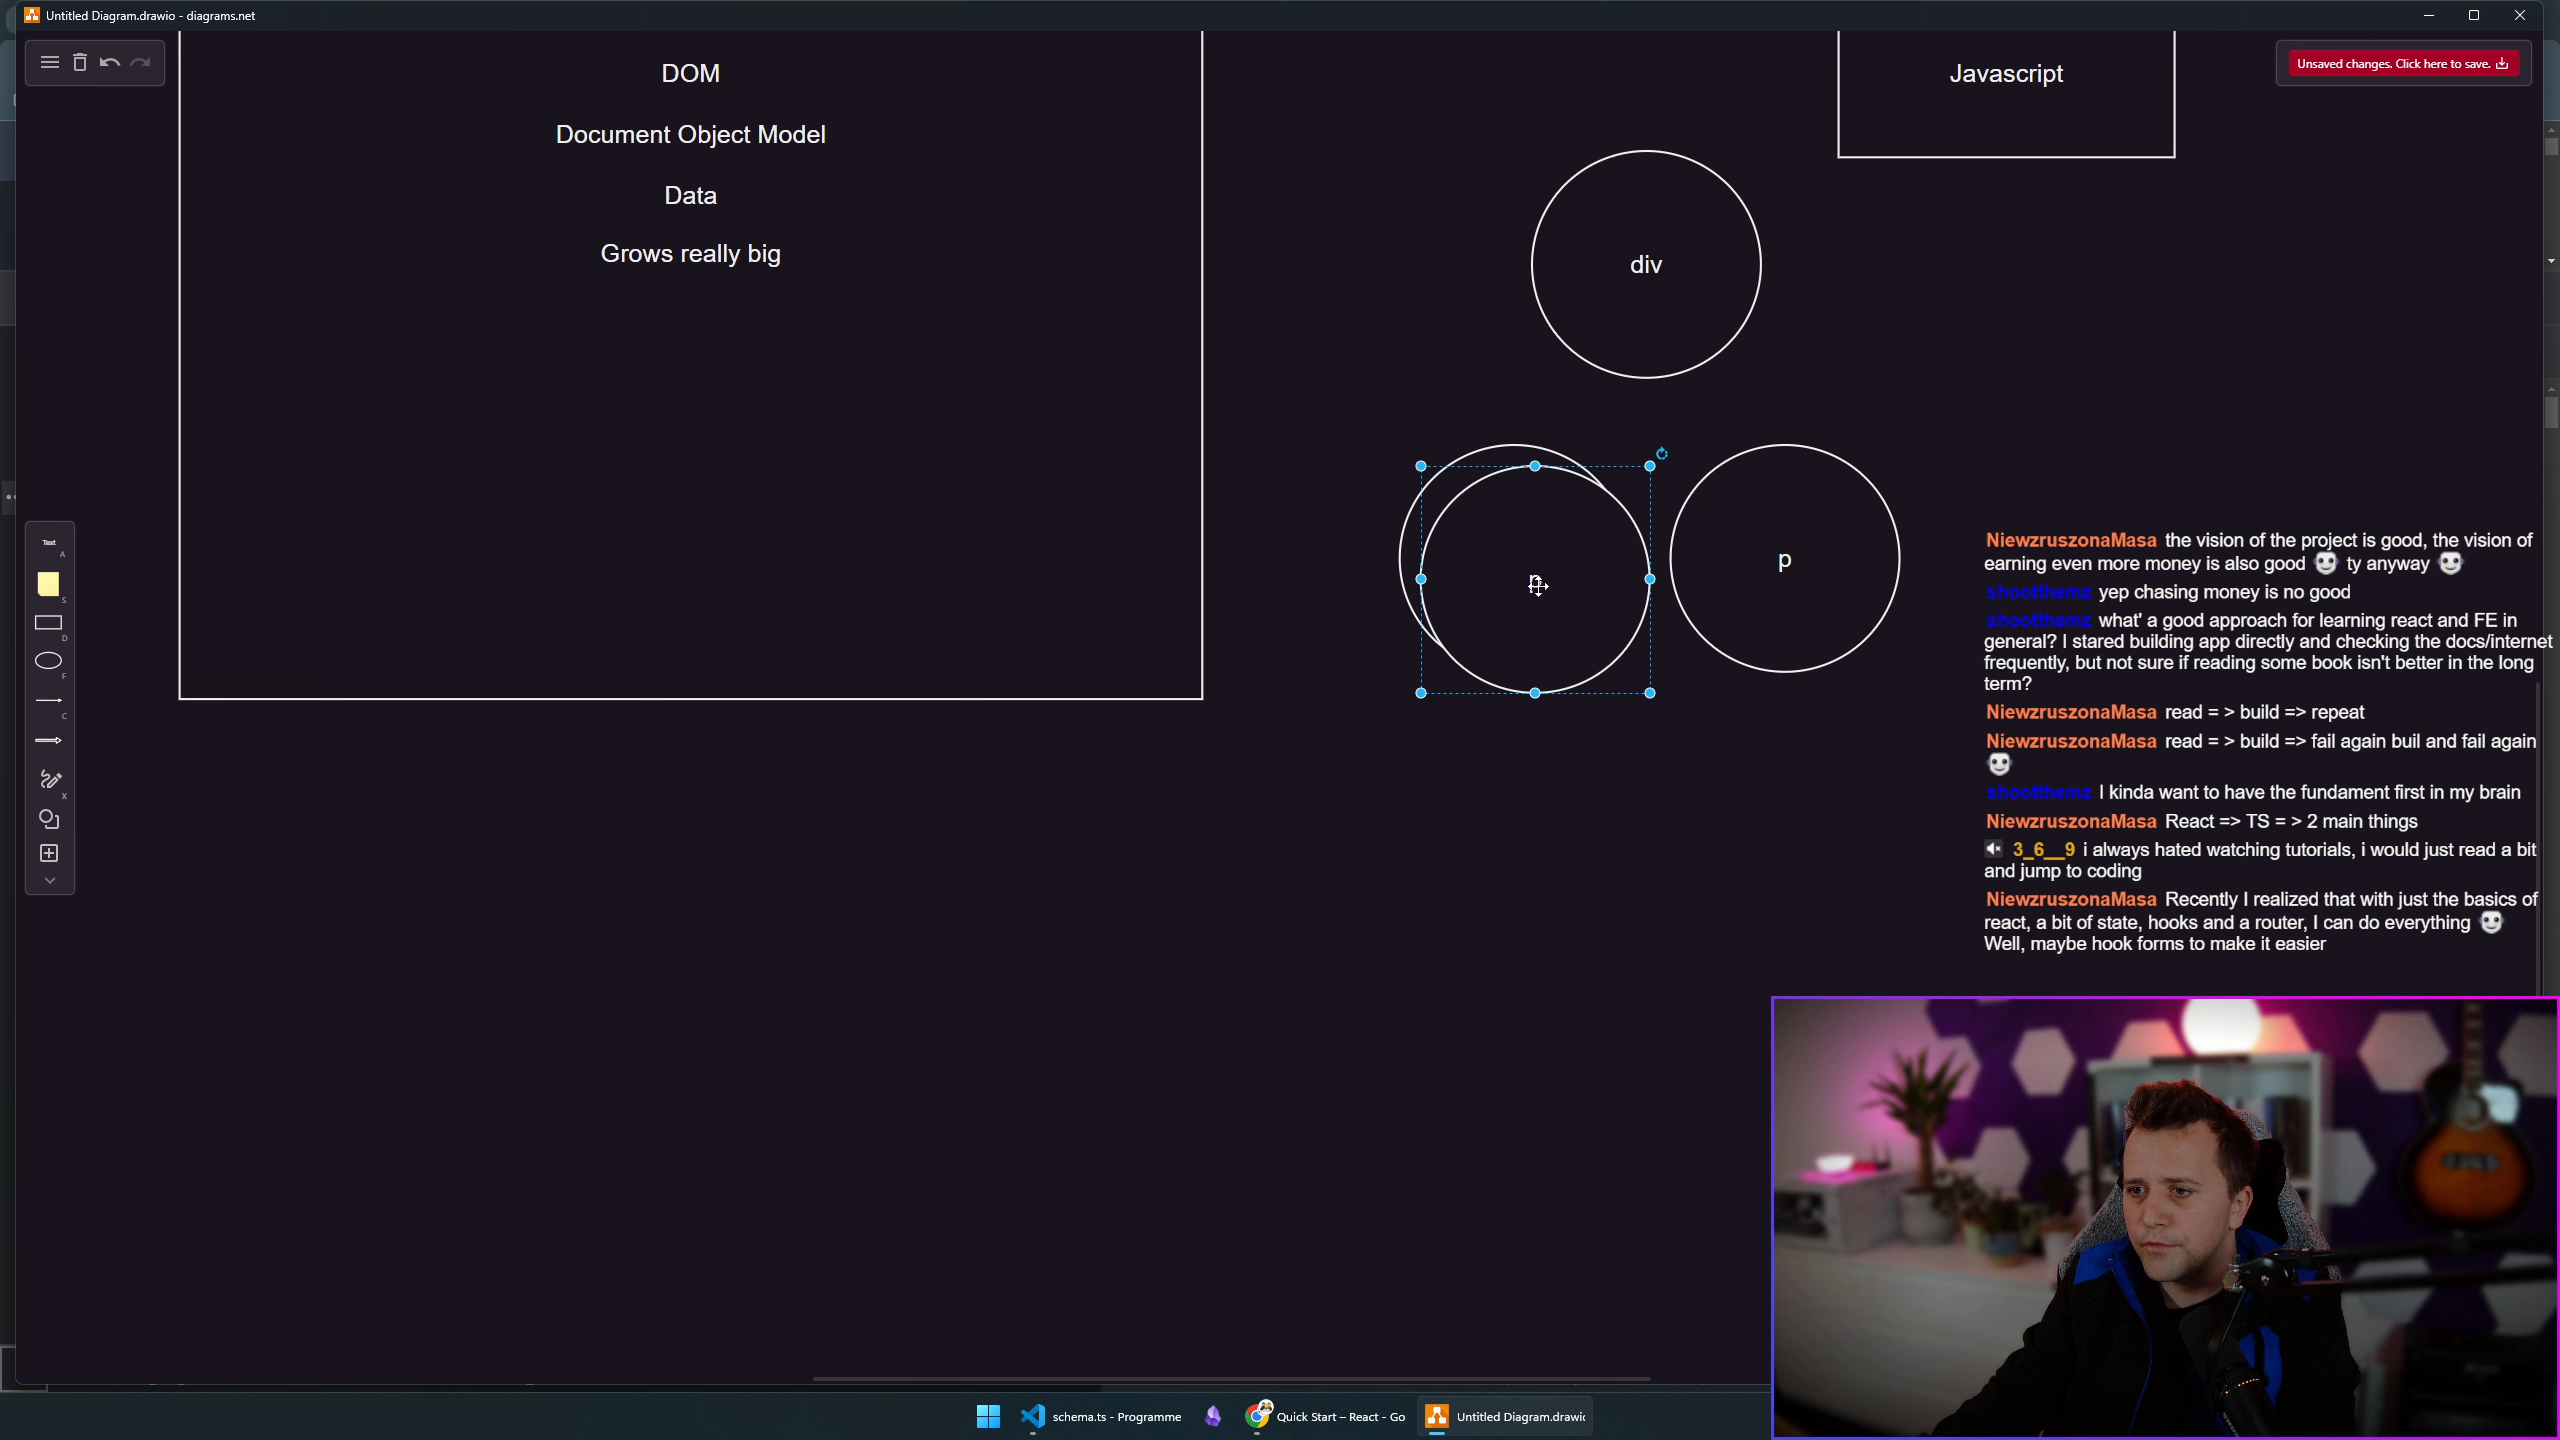 Untitled Diagram.drawio - diagrams.net
Unsaved changes. Click here to save.
DOM
Document Object Model
Data
Grows really big
Javascript
div
p
Text
A
S
D
F
C
X
NiewzruszonaMasa the vision of the project is good, the vision of
earning even more money is also good ty anyway
shootthemz yep chasing money is no good
shootthemz what' a good approach for learning react and FE in
general? I stared building app directly and checking the docs/internet
frequently, but not sure if reading some book isn't better in the long
term?
NiewzruszonaMasa read = > build => repeat
NiewzruszonaMasa read = > build => fail again buil and fail again
shootthemz I kinda want to have the fundament first in my brain
NiewzruszonaMasa React => TS = > 2 main things
3_6__9 i always hated watching tutorials, i would just read a bit
and jump to coding
NiewzruszonaMasa Recently I realized that with just the basics of
react, a bit of state, hooks and a router, I can do everything
Well, maybe hook forms to make it easier
schema.ts - Programme
Quick Start – React - Go
Untitled Diagram.drawio